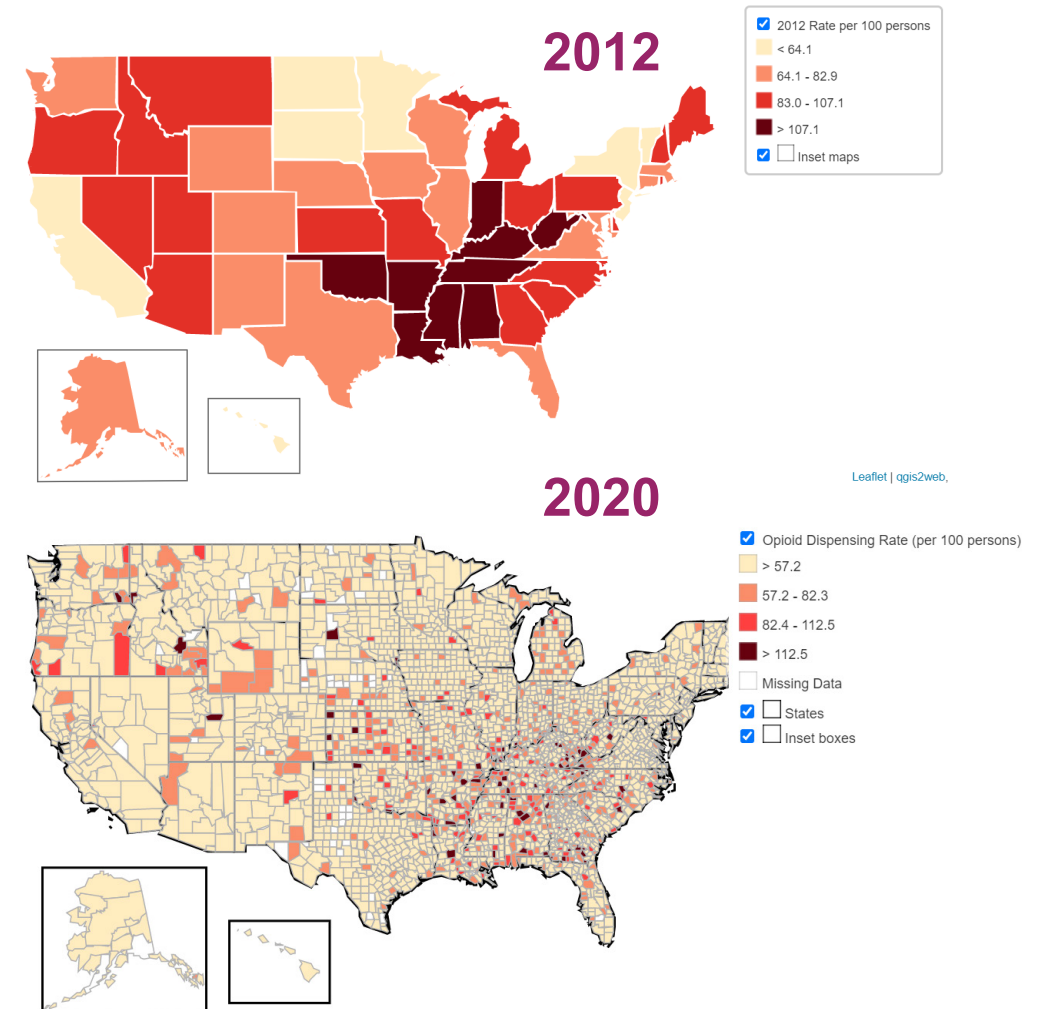 2012
2012 Rate per 100 persons
< 64.1
64.1 - 82.9
83.0 - 107.1
> 107.1
Inset maps
Leaflet | qgis2web,
2020
Opioid Dispensing Rate (per 100 persons)
> 57.2
57.2 - 82.3
82.4 - 112.5
> 112.5
Missing Data
States
Inset boxes